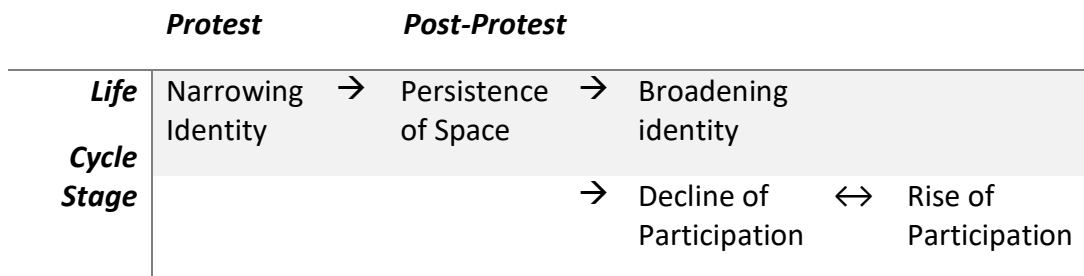 Protest Post-Protest
Life Narrowing → Persistence → Broadening
Identity of Space identity
Cycle
Stage → Decline of ↔ Rise of
Participation Participation